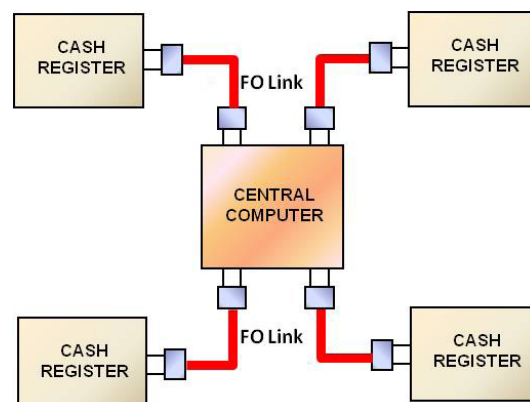 CASH
REGISTER
CASH
REGISTER
FO Link
CENTRAL
COMPUTER
FO Link
CASH
REGISTER
CASH
REGISTER